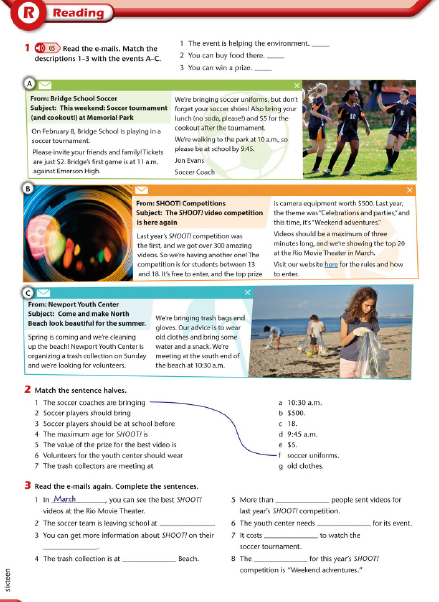 R Reading
1 05 Read the e-mails. Match the
descriptions 1–3 with the events A–C.
1 The event is helping the environment. _____
2 You can buy food there. _____
3 You can win a prize. _____
A
From: Bridge School Soccer
Subject: This weekend: Soccer tournament
(and cookout!) at Memorial Park
On February 8, Bridge School is playing in a
soccer tournament.
Please invite your friends and family! Tickets
are just $2. Bridge's first game is at 11 a.m.
against Emerson High.
We're bringing soccer uniforms, but don't
forget your soccer shoes! Also bring your
lunch (no soda, please!) and $5 for the
cookout after the tournament.
We're walking to the park at 10 a.m., so
please be at school by 9:45.
Jon Evans
Soccer Coach
B
From: SHOOT! Competitions
Subject: The SHOOT! video competition
is here again
Last year's SHOOT! competition was
the first, and we got over 300 amazing
videos. So we're having another one! The
competition is for students between 13
and 18. It's free to enter, and the top prize
is camera equipment worth $500. Last year,
the theme was "Celebrations and parties," and
this time, it's "Weekend adventures."
Videos should be a maximum of three
minutes long, and we're showing the top 20
at the Rio Movie Theater in March.
Visit our website here for the rules and how
to enter.
C
From: Newport Youth Center
Subject: Come and make North
Beach look beautiful for the summer.
Spring is coming and we're cleaning
up the beach! Newport Youth Center is
organizing a trash collection on Sunday
and we're looking for volunteers.
We're bringing trash bags and
gloves. Our advice is to wear
old clothes and bring some
water and a snack. We're
meeting at the south end of
the beach at 10:30 a.m.
2 Match the sentence halves.
1 The soccer coaches are bringing
2 Soccer players should bring
3 Soccer players should be at school before
4 The maximum age for SHOOT! is
5 The value of the prize for the best video is
6 Volunteers for the youth center should wear
7 The trash collectors are meeting at
a 10:30 a.m.
b $500.
c 18.
d 9:45 a.m.
e $5.
f soccer uniforms.
g old clothes.
3 Read the e-mails again. Complete the sentences.
1 In March, you can see the best SHOOT!
videos at the Rio Movie Theater.
2 The soccer team is leaving school at _____.
3 You can get more information about SHOOT! on their
_____.
4 The trash collection is at _____ Beach.
5 More than _____ people sent videos for
last year's SHOOT! competition.
6 The youth center needs _____ for its event.
7 It costs _____ to watch the
soccer tournament.
8 The _____ for this year's SHOOT!
competition is "Weekend adventures."
sixteen